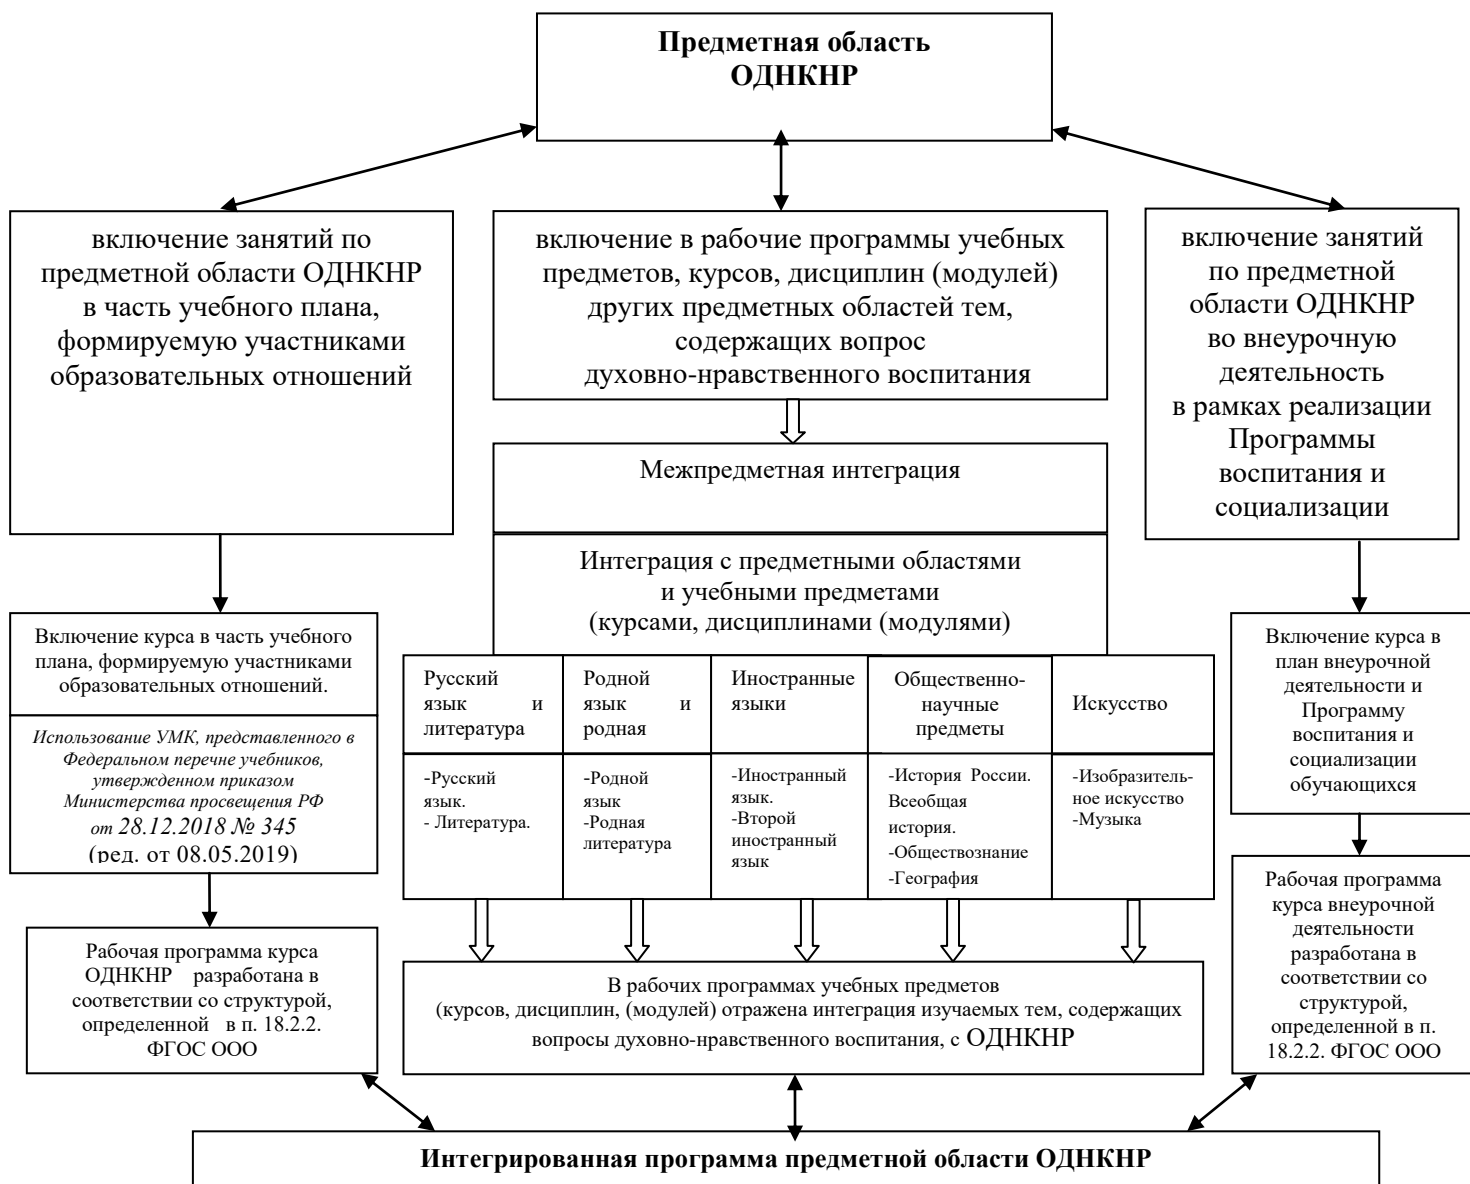 Предметная область
ОДНКНР
включение занятий по
предметной области ОДНКНР
в часть учебного плана,
формируемую участниками
образовательных отношений
включение в рабочие программы учебных
предметов, курсов, дисциплин (модулей)
других предметных областей тем,
содержащих вопрос
духовно-нравственного воспитания
включение занятий
по предметной
области ОДНКНР
во внеурочную
деятельность
в рамках реализации
Программы
воспитания и
социализации
Межпредметная интеграция
Интеграция с предметными областями
и учебными предметами
(курсами, дисциплинами (модулями)
Включение курса в часть учебного
плана, формируемую участниками
образовательных отношений.
Использование УМК, представленного в
Федеральном перечне учебников,
утвержденном приказом
Министерства просвещения РФ
от 28.12.2018 № 345
(ред. от 08.05.2019)
Рабочая программа курса
ОДНКНР разработана в
соответствии со структурой,
определенной в п. 18.2.2.
ФГОС ООО
Русский
язык и
литература
Родной
язык и
родная
Иностранные
языки
Общественно-
научные
предметы
Искусство
-Русский
язык.
- Литература.
-Родной
язык
-Родная
литература
-Иностранный
язык.
-Второй
иностранный
язык
-История России.
Всеобщая
история.
-Обществознание
-География
-Изобразитель-
ное искусство
-Музыка
В рабочих программах учебных предметов
(курсов, дисциплин, (модулей) отражена интеграция изучаемых тем, содержащих
вопросы духовно-нравственного воспитания, с ОДНКНР
Включение курса в
план внеурочной
деятельности и
Программу
воспитания и
социализации
обучающихся
Рабочая программа
курса внеурочной
деятельности
разработана в
соответствии со
структурой,
определенной в п.
18.2.2. ФГОС ООО
Интегрированная программа предметной области ОДНКНР